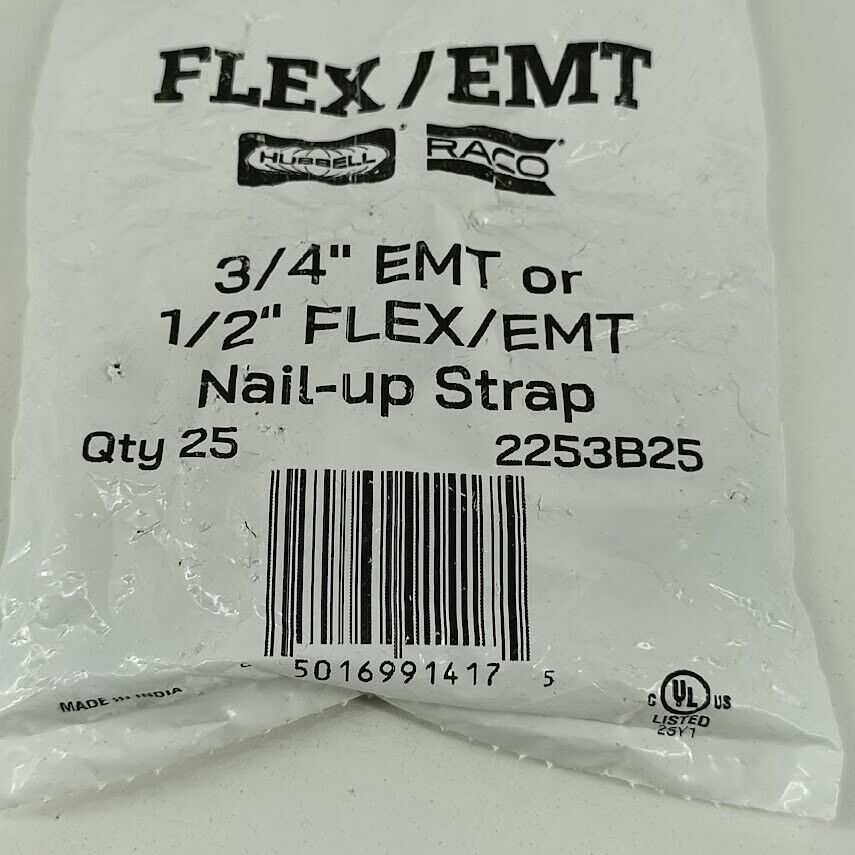 FLEX/EMT
HUBBELL RACO
3/4" EMT or
1/2" FLEX/EMT
Nail-up Strap
Qty 25 2253B25
5016991417 5
MADE IN INDIA
C UL US
LISTED
25Y1